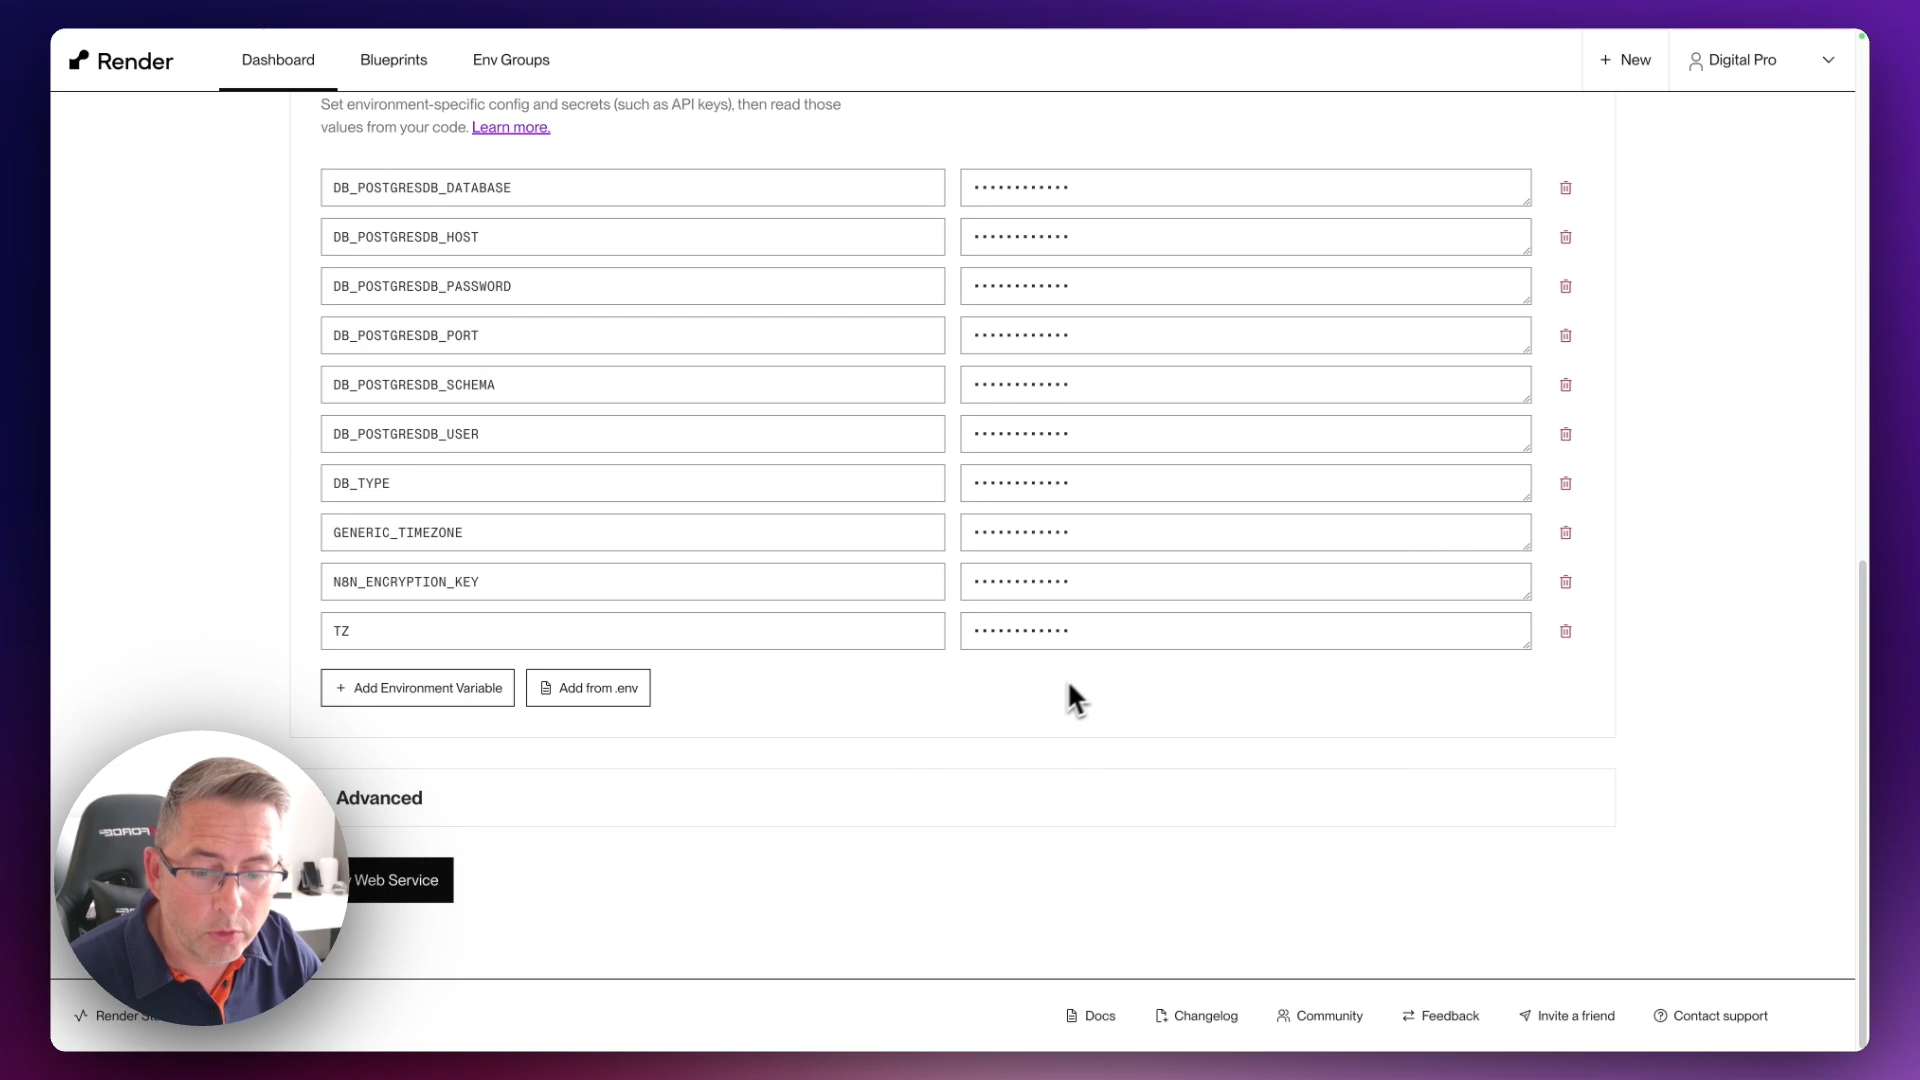 Render
Dashboard
Blueprints
Env Groups
+ New
Digital Pro
Set environment-specific config and secrets (such as API keys), then read those
values from your code. Learn more.
DB_POSTGRESDB_DATABASE
DB_POSTGRESDB_HOST
DB_POSTGRESDB_PASSWORD
DB_POSTGRESDB_PORT
DB_POSTGRESDB_SCHEMA
DB_POSTGRESDB_USER
DB_TYPE
GENERIC_TIMEZONE
N8N_ENCRYPTION_KEY
TZ
+ Add Environment Variable
Add from .env
Advanced
Web Service
Render
Docs
Changelog
Community
Feedback
Invite a friend
Contact support